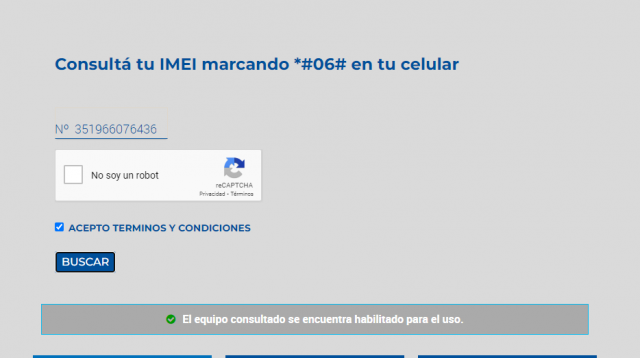 Consultá tu IMEI marcando *#06# en tu celular
Nº 351966076436
No soy un robot
reCAPTCHA
Privacidad - Términos
ACEPTO TERMINOS Y CONDICIONES
BUSCAR
El equipo consultado se encuentra habilitado para el uso.